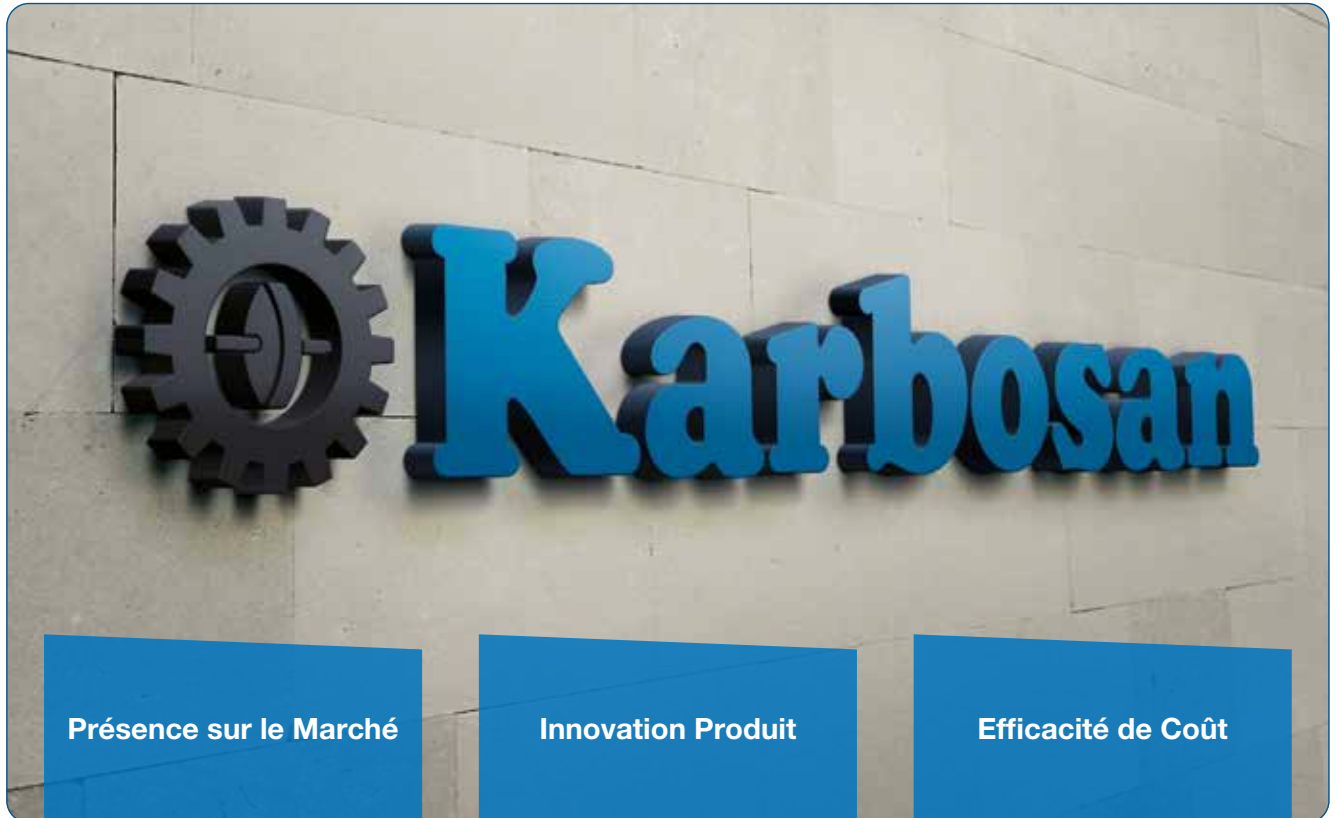 Karbosan
Présence sur le Marché
Innovation Produit
Efficacité de Coût